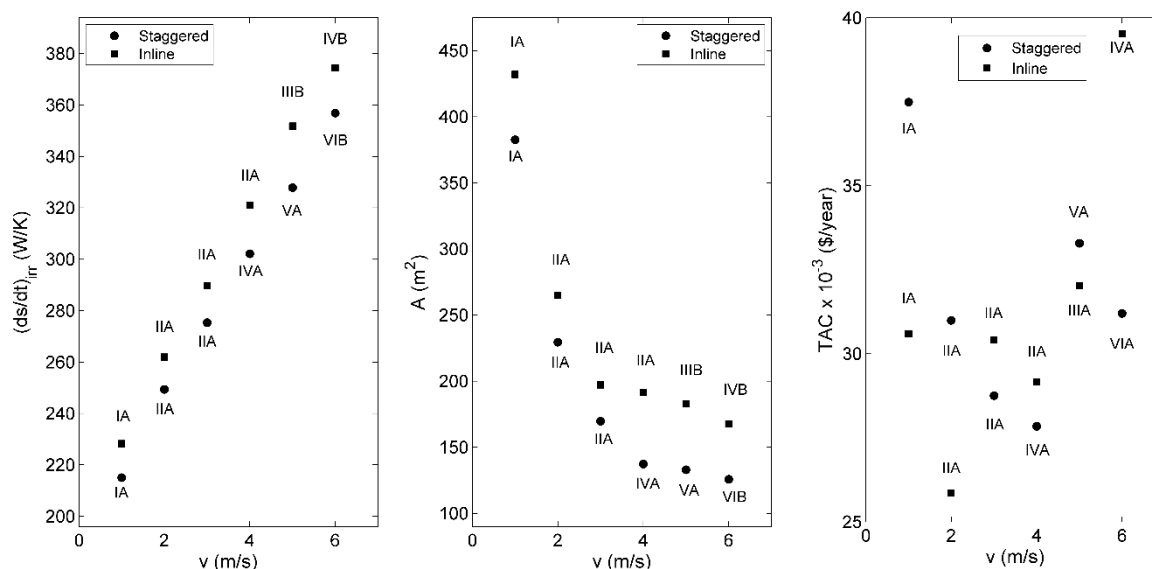 Staggered
Inline
380
360
340
320
300
280
260
240
220
200
0
2
4
6
v (m/s)
(ds/dt)irr (W/K)
IA
IA
IIA
IIA
IIA
IIA
IIA
IVA
IIIB
VA
IVB
VIB
Staggered
Inline
450
400
350
300
250
200
150
100
0
2
4
6
v (m/s)
A (m²)
IA
IA
IIA
IIA
IIA
IIA
IIA
IVA
IIIB
VA
IVB
VIB
Staggered
Inline
40
35
30
25
0
2
4
6
v (m/s)
TAC x 10⁻³ ($/year)
IA
IA
IIA
IIA
IIA
IIA
IIA
IVA
VA
IIIA
IVA
VIA